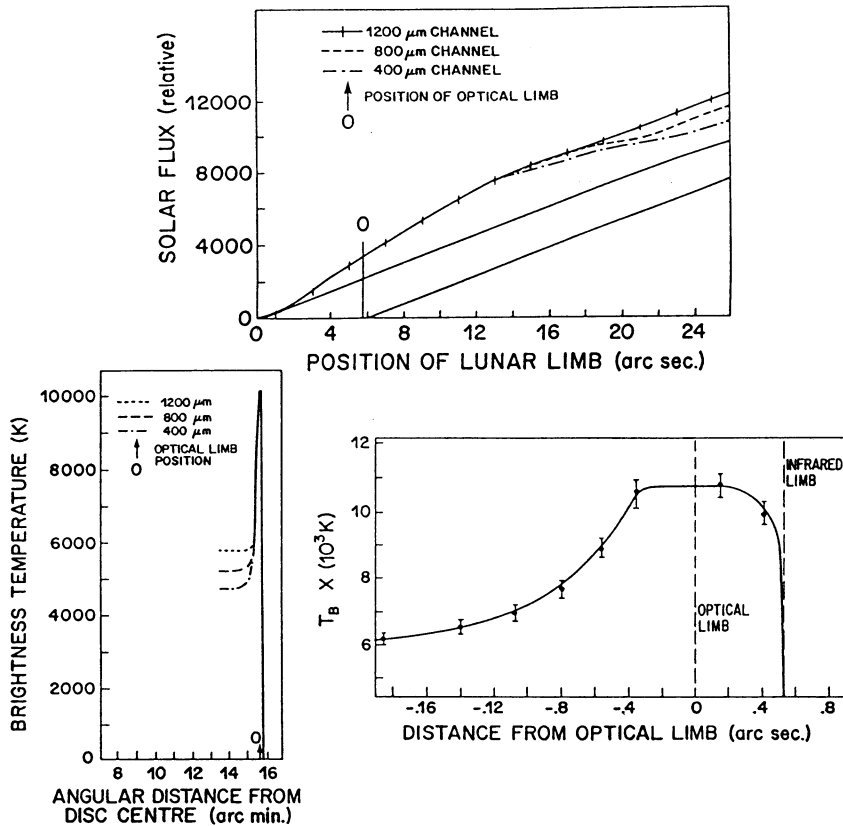 1200 µm CHANNEL
800 µm CHANNEL
400 µm CHANNEL
POSITION OF OPTICAL LIMB
O
SOLAR FLUX (relative)
12000
8000
4000
0
O
0 4 8 12 16 20 24
POSITION OF LUNAR LIMB (arc sec.)
BRIGHTNESS TEMPERATURE (K)
10000
8000
6000
4000
2000
0
1200 µm
800 µm
400 µm
OPTICAL LIMB
POSITION
O
O
8 10 12 14 16
ANGULAR DISTANCE FROM
DISC CENTRE (arc min.)
T_B X (10³K)
12
10
8
6
INFRARED
LIMB
OPTICAL
LIMB
-.16 -.12 -.8 -.4 0 .4 .8
DISTANCE FROM OPTICAL LIMB (arc sec.)